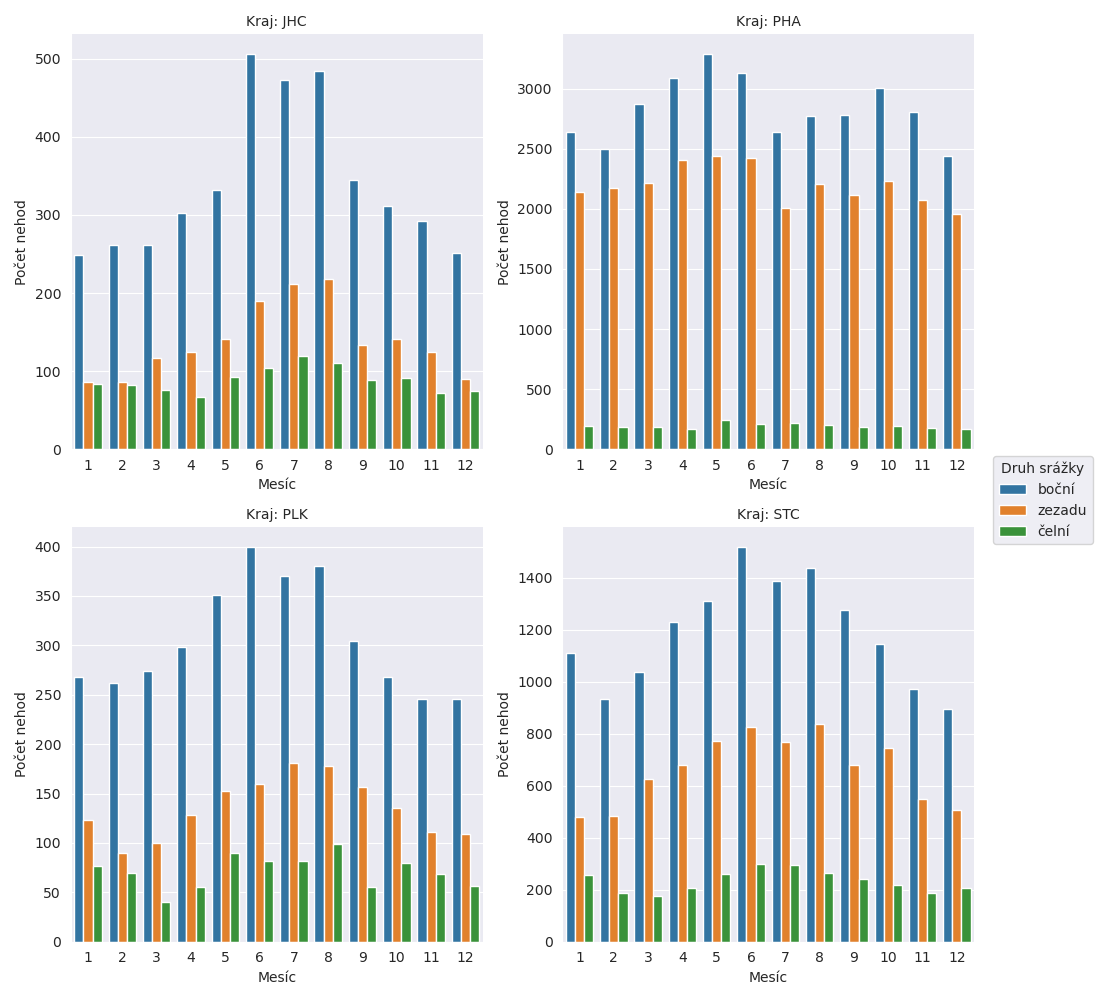 Kraj: JHC
Počet nehod
500
400
300
200
100
0
1 2 3 4 5 6 7 8 9 10 11 12
Mesíc
Kraj: PHA
Počet nehod
3000
2500
2000
1500
1000
500
0
1 2 3 4 5 6 7 8 9 10 11 12
Mesíc
Druh srážky
boční
zezadu
čelní
Kraj: PLK
Počet nehod
400
350
300
250
200
150
100
50
0
1 2 3 4 5 6 7 8 9 10 11 12
Mesíc
Kraj: STC
Počet nehod
1400
1200
1000
800
600
400
200
0
1 2 3 4 5 6 7 8 9 10 11 12
Mesíc